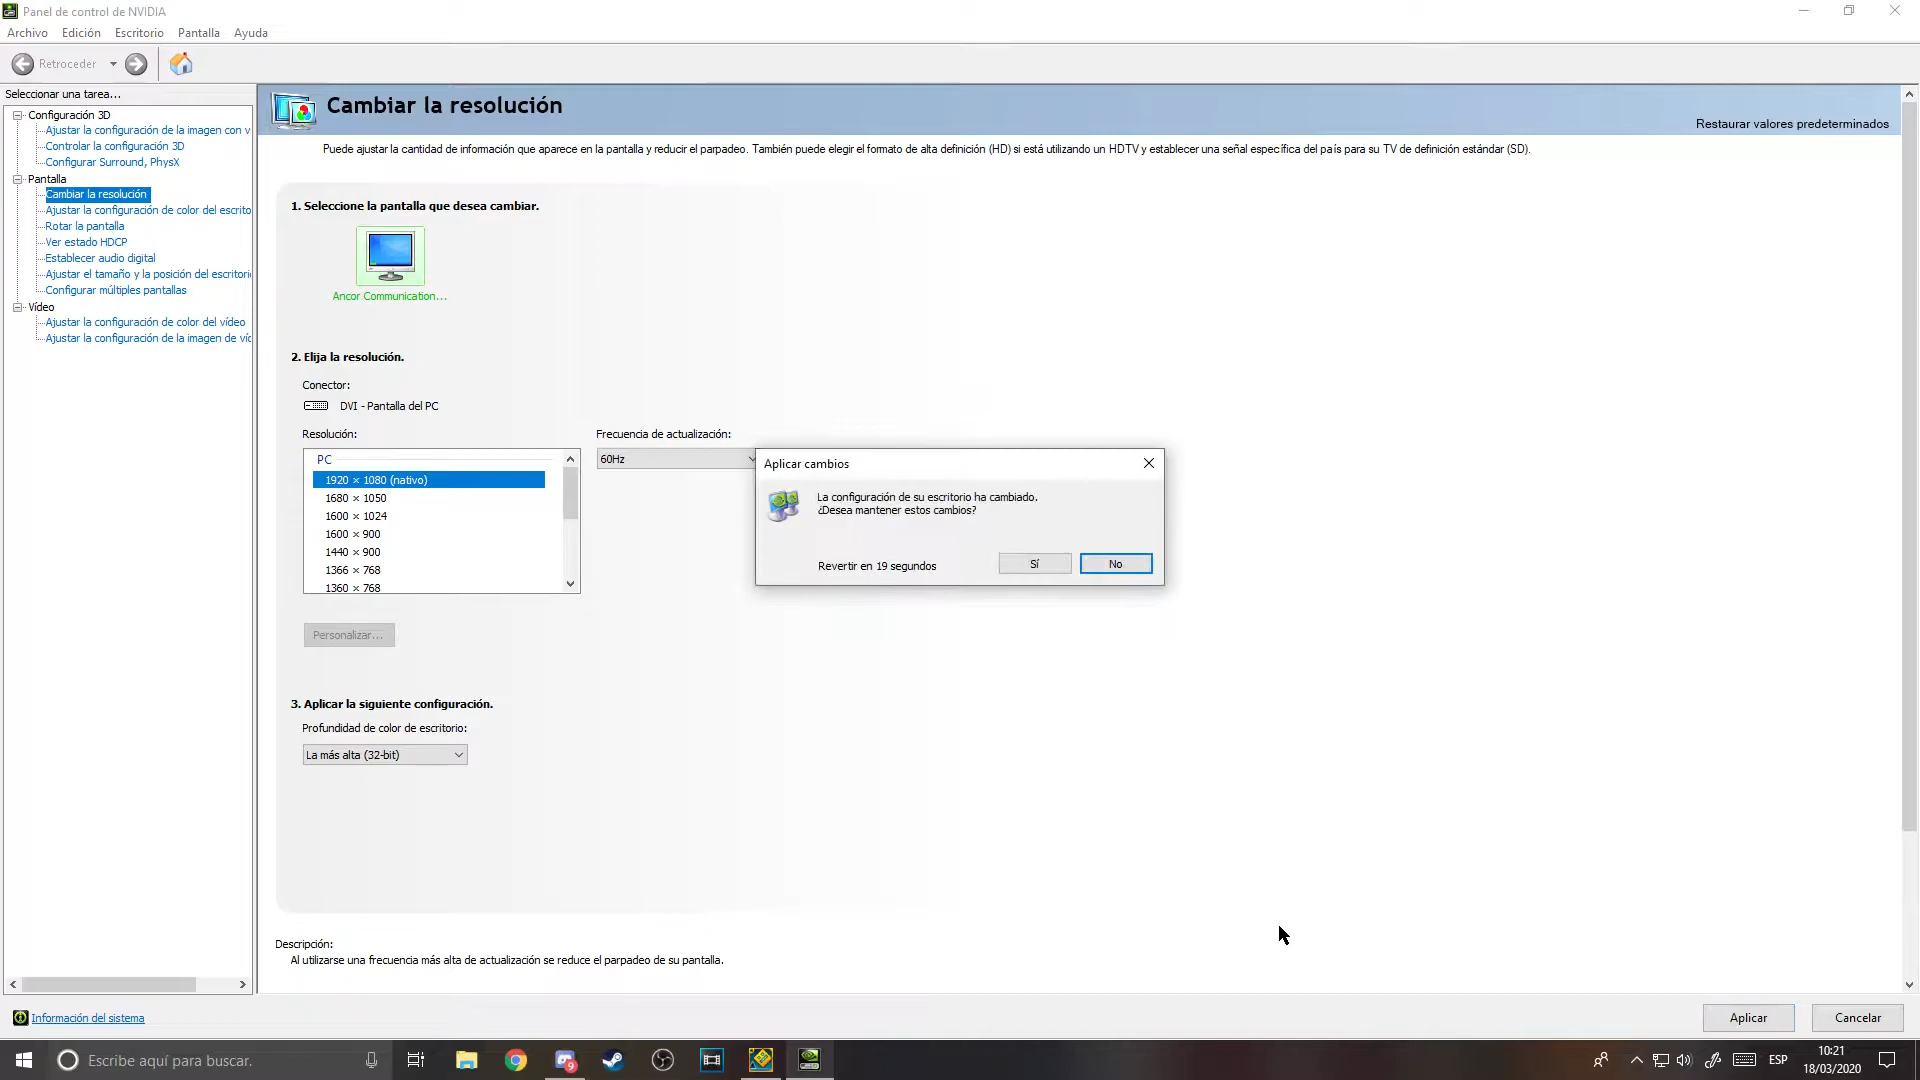 Panel de control de NVIDIA
Archivo Edición Escritorio Pantalla Ayuda
Retroceder
Seleccionar una tarea...
Configuración 3D
Ajustar la configuración de la imagen con v
Controlar la configuración 3D
Configurar Surround, PhysX
Pantalla
Cambiar la resolución
Ajustar la configuración de color del escrito
Rotar la pantalla
Ver estado HDCP
Establecer audio digital
Ajustar el tamaño y la posición del escritori
Configurar múltiples pantallas
Vídeo
Ajustar la configuración de color del vídeo
Ajustar la configuración de la imagen de víd
Cambiar la resolución
Restaurar valores predeterminados
Puede ajustar la cantidad de información que aparece en la pantalla y reducir el parpadeo. También puede elegir el formato de alta definición (HD) si está utilizando un HDTV y establecer una señal específica del país para su TV de definición estándar (SD).
1. Seleccione la pantalla que desea cambiar.
Ancor Communication...
2. Elija la resolución.
Conector:
DVI - Pantalla del PC
Resolución:
PC
1920 × 1080 (nativo)
1680 × 1050
1600 × 1024
1600 × 900
1440 × 900
1366 × 768
1360 × 768
Frecuencia de actualización:
60Hz
Aplicar cambios
La configuración de su escritorio ha cambiado.
¿Desea mantener estos cambios?
Revertir en 19 segundos
Sí
No
Personalizar...
3. Aplicar la siguiente configuración.
Profundidad de color de escritorio:
La más alta (32-bit)
Descripción:
Al utilizarse una frecuencia más alta de actualización se reduce el parpadeo de su pantalla.
Información del sistema
Aplicar
Cancelar
Escribe aquí para buscar.
9
ESP
10:21
18/03/2020